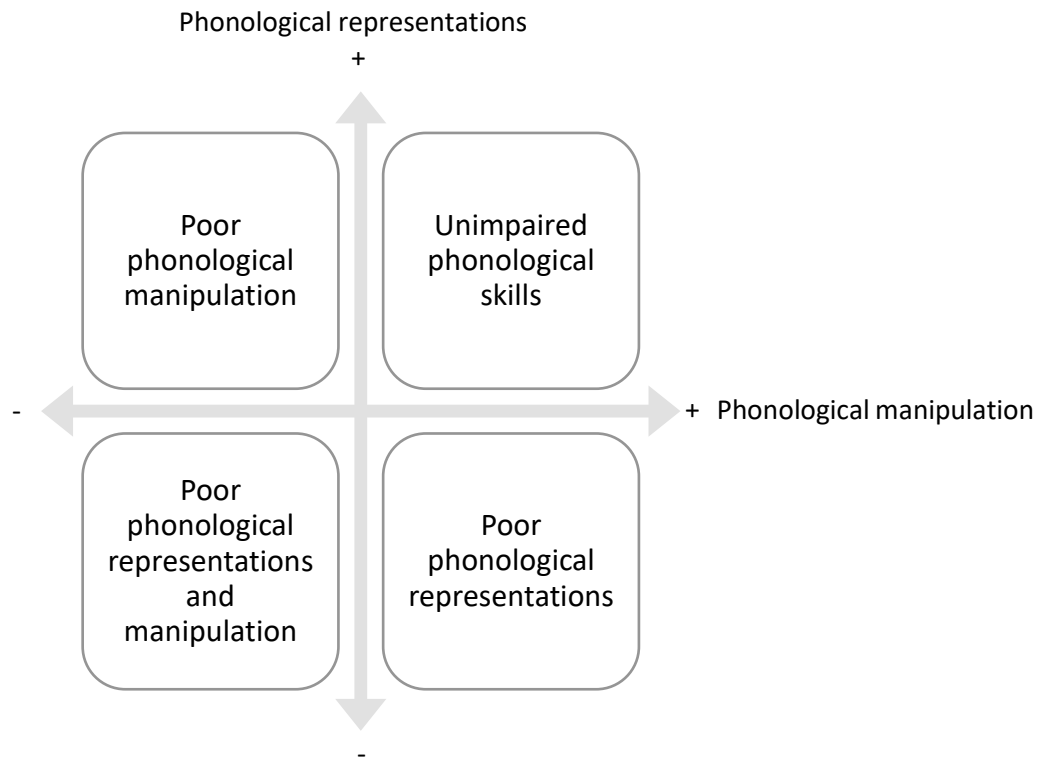 Phonological representations
+
Poor
phonological
manipulation
Unimpaired
phonological
skills
-
+ Phonological manipulation
Poor
phonological
representations
and
manipulation
Poor
phonological
representations
-